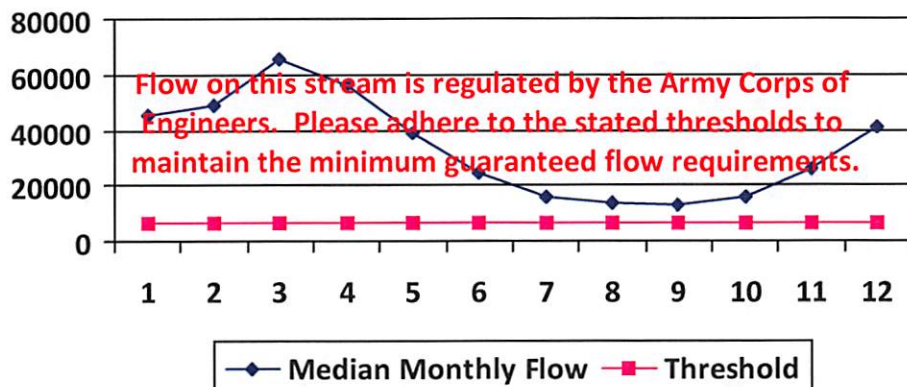 80000
60000
40000
20000
0
Flow on this stream is regulated by the Army Corps of
Engineers. Please adhere to the stated thresholds to
maintain the minimum guaranteed flow requirements.
1 2 3 4 5 6 7 8 9 10 11 12
Median Monthly Flow Threshold